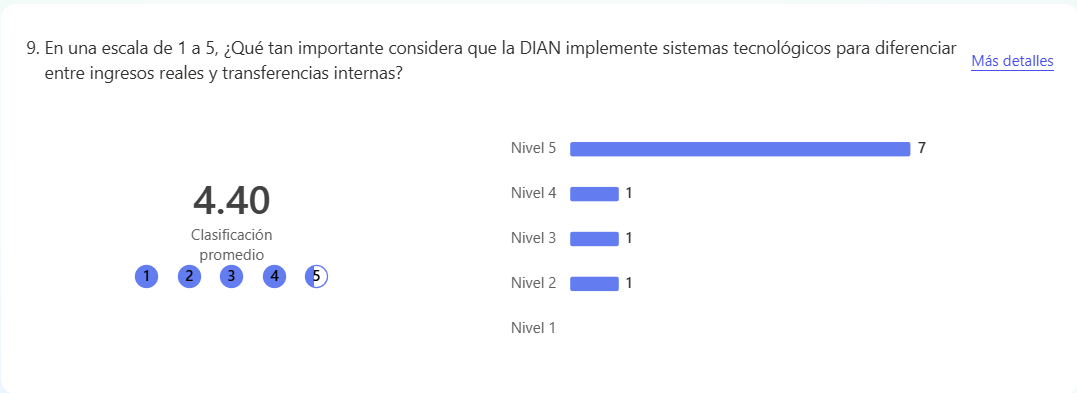 9. En una escala de 1 a 5, ¿Qué tan importante considera que la DIAN implemente sistemas tecnológicos para diferenciar
entre ingresos reales y transferencias internas?
Más detalles
4.40
Clasificación
promedio
1 2 3 4 5
Nivel 5 7
Nivel 4 1
Nivel 3 1
Nivel 2 1
Nivel 1